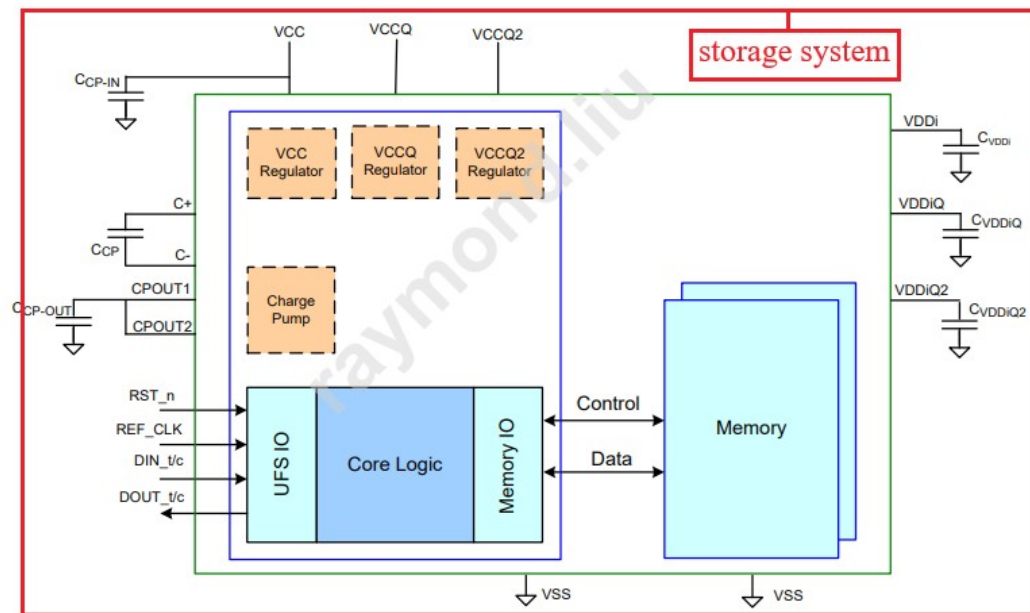 storage system
VCC
VCCQ
VCCQ2
CCP-IN
VCC
Regulator
VCCQ
Regulator
VCCQ2
Regulator
VDDi
CVDDi
C+
CCP
C-
VDDiQ
CVDDiQ
CPOUT1
CCP-OUT
CPOUT2
Charge
Pump
VDDiQ2
CVDDiQ2
RST_n
REF_CLK
DIN_t/c
DOUT_t/c
UFS IO
Core Logic
Memory IO
Control
Data
Memory
VSS
VSS
raymond.liu